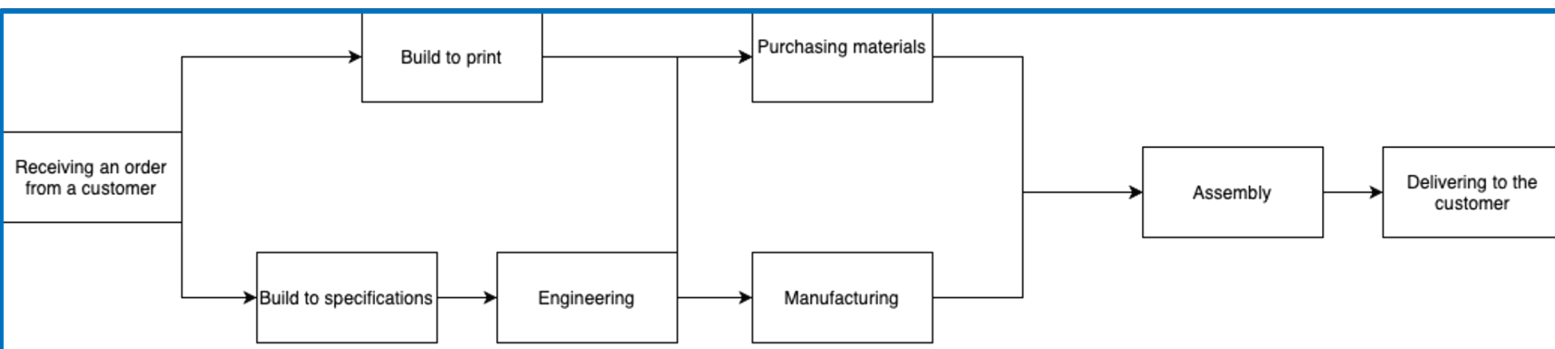 Build to print
Purchasing materials
Receiving an order
from a customer
Assembly
Delivering to the
customer
Build to specifications
Engineering
Manufacturing